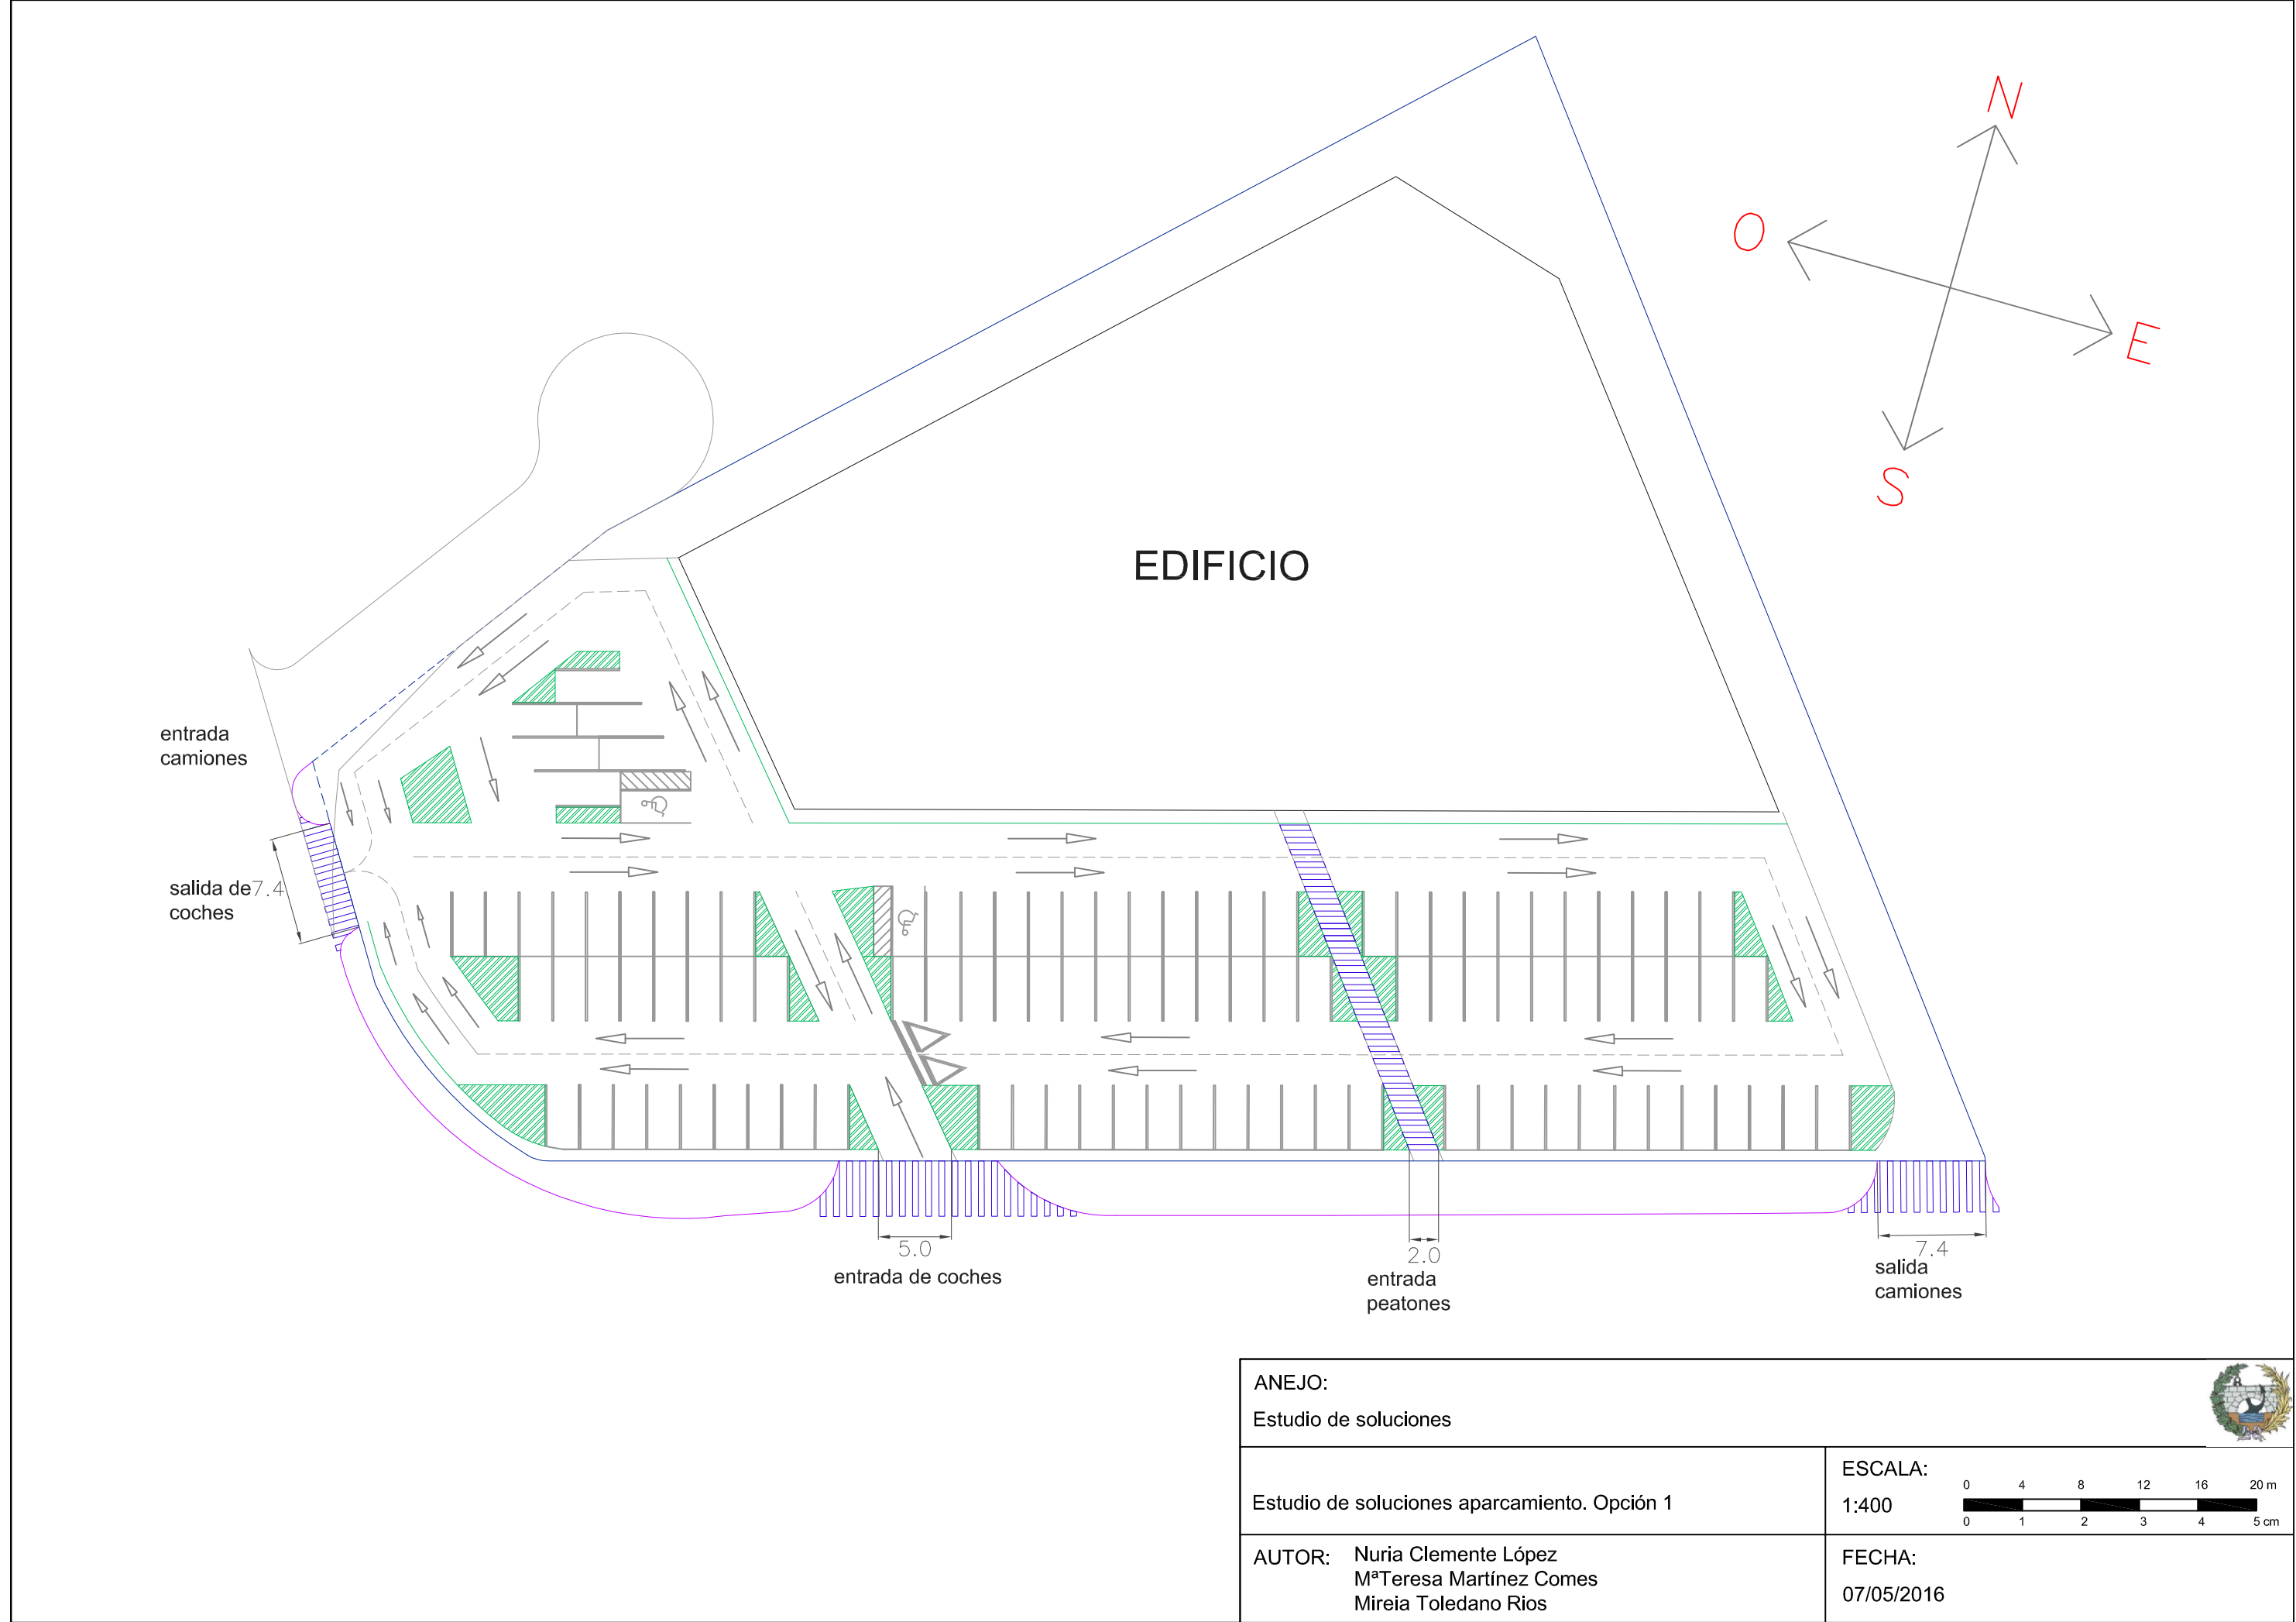 N
O
E
S
EDIFICIO
entrada
camiones
salida de 7.4
coches
5.0
entrada de coches
2.0
entrada
peatones
7.4
salida
camiones
ANEJO:
Estudio de soluciones
Estudio de soluciones aparcamiento. Opción 1
ESCALA:
1:400
0 4 8 12 16 20 m
0 1 2 3 4 5 cm
AUTOR: Nuria Clemente López
MªTeresa Martínez Comes
Mireia Toledano Rios
FECHA:
07/05/2016